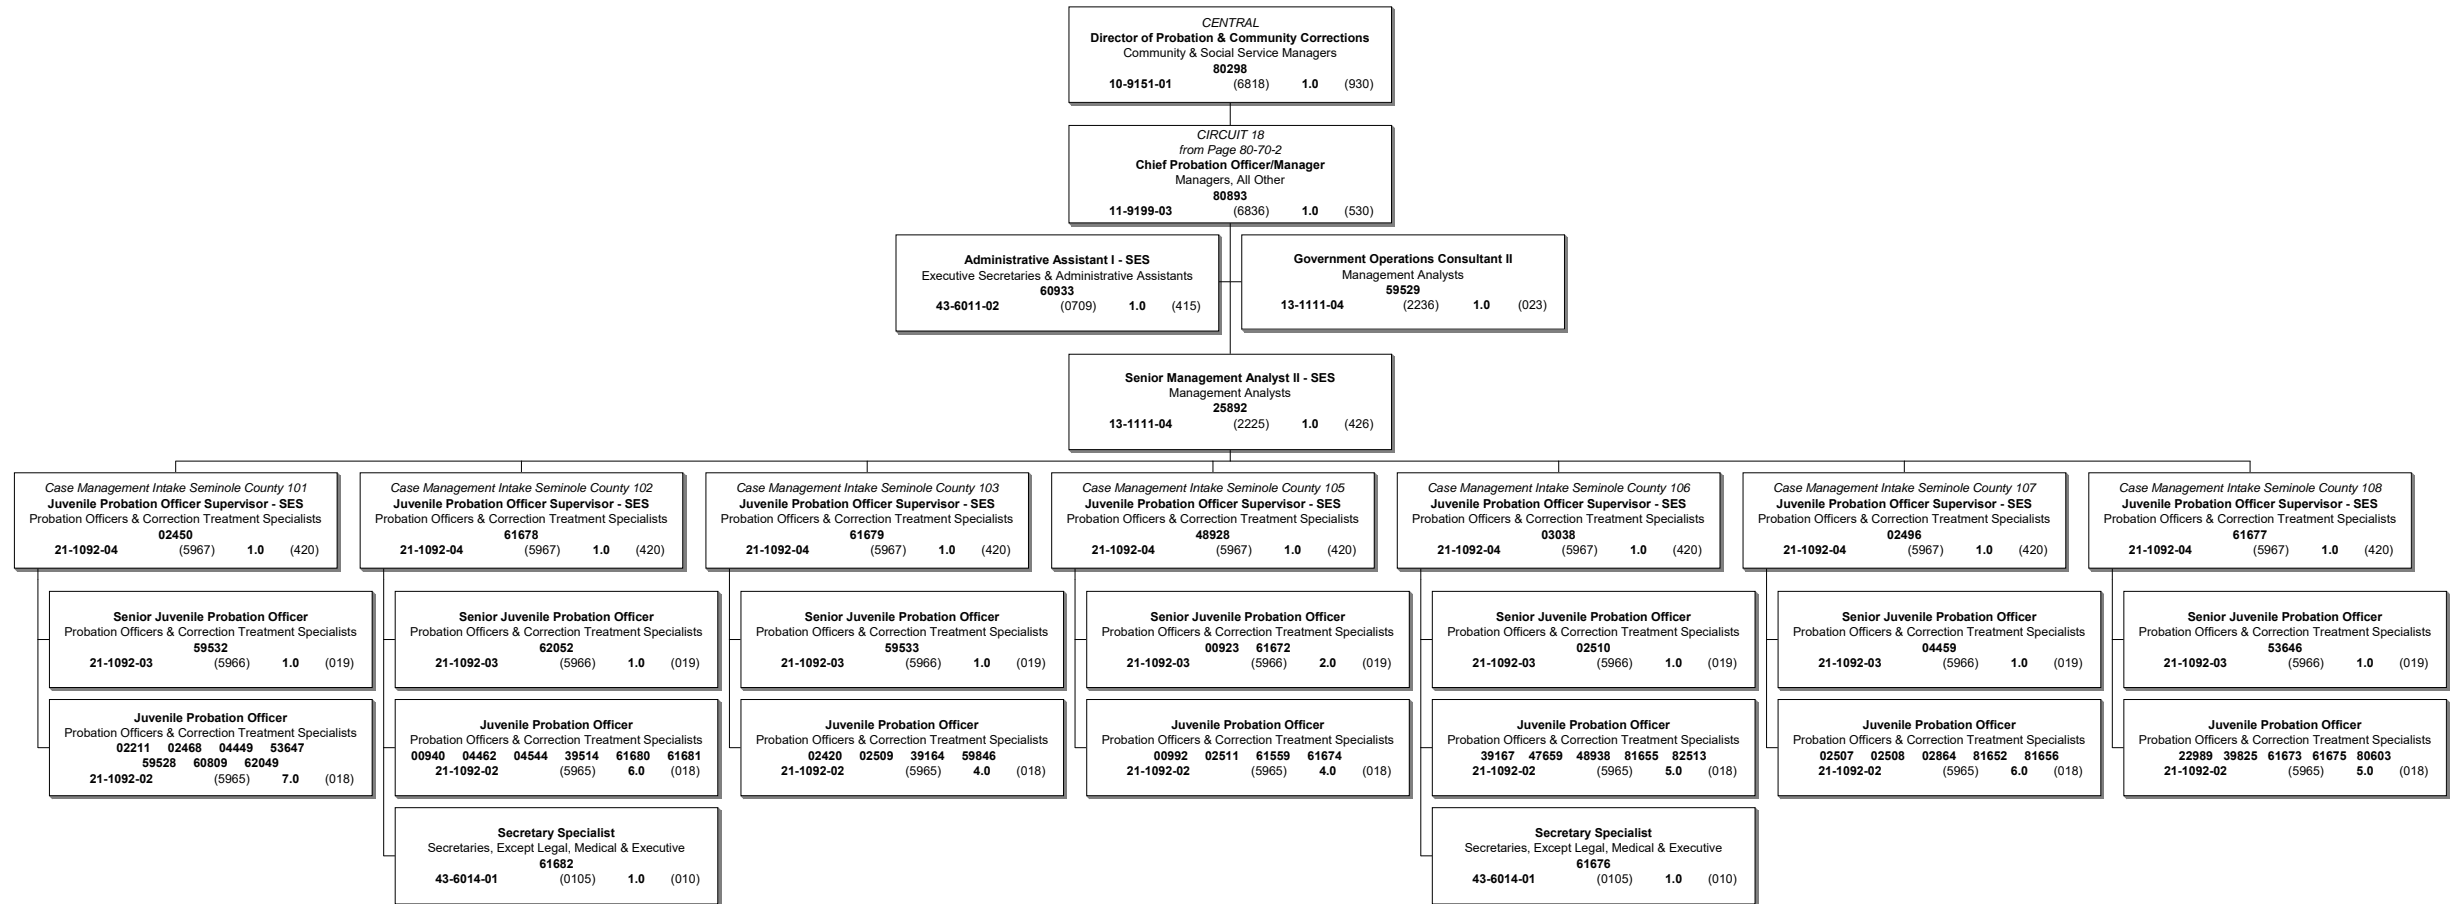 CENTRAL
Director of Probation & Community Corrections
Community & Social Service Managers
80298
10-9151-01 (6818) 1.0 (930)
CIRCUIT 18
from Page 80-70-2
Chief Probation Officer/Manager
Managers, All Other
80893
11-9199-03 (6836) 1.0 (530)
Administrative Assistant I - SES
Executive Secretaries & Administrative Assistants
60933
43-6011-02 (0709) 1.0 (415)
Government Operations Consultant II
Management Analysts
59529
13-1111-04 (2236) 1.0 (023)
Senior Management Analyst II - SES
Management Analysts
25892
13-1111-04 (2225) 1.0 (426)
Case Management Intake Seminole County 101
Juvenile Probation Officer Supervisor - SES
Probation Officers & Correction Treatment Specialists
02450
21-1092-04 (5967) 1.0 (420)
Senior Juvenile Probation Officer
Probation Officers & Correction Treatment Specialists
59532
21-1092-03 (5966) 1.0 (019)
Juvenile Probation Officer
Probation Officers & Correction Treatment Specialists
02211 02468 04449 53647
59528 60809 62049
21-1092-02 (5965) 7.0 (018)
Case Management Intake Seminole County 102
Juvenile Probation Officer Supervisor - SES
Probation Officers & Correction Treatment Specialists
61678
21-1092-04 (5967) 1.0 (420)
Senior Juvenile Probation Officer
Probation Officers & Correction Treatment Specialists
62052
21-1092-03 (5966) 1.0 (019)
Juvenile Probation Officer
Probation Officers & Correction Treatment Specialists
00940 04462 04544 39514 61680 61681
21-1092-02 (5965) 6.0 (018)
Secretary Specialist
Secretaries, Except Legal, Medical & Executive
61682
43-6014-01 (0105) 1.0 (010)
Case Management Intake Seminole County 103
Juvenile Probation Officer Supervisor - SES
Probation Officers & Correction Treatment Specialists
61679
21-1092-04 (5967) 1.0 (420)
Senior Juvenile Probation Officer
Probation Officers & Correction Treatment Specialists
59533
21-1092-03 (5966) 1.0 (019)
Juvenile Probation Officer
Probation Officers & Correction Treatment Specialists
02420 02509 39164 59846
21-1092-02 (5965) 4.0 (018)
Case Management Intake Seminole County 105
Juvenile Probation Officer Supervisor - SES
Probation Officers & Correction Treatment Specialists
48928
21-1092-04 (5967) 1.0 (420)
Senior Juvenile Probation Officer
Probation Officers & Correction Treatment Specialists
00923 61672
21-1092-03 (5966) 2.0 (019)
Juvenile Probation Officer
Probation Officers & Correction Treatment Specialists
00992 02511 61559 61674
21-1092-02 (5965) 4.0 (018)
Case Management Intake Seminole County 106
Juvenile Probation Officer Supervisor - SES
Probation Officers & Correction Treatment Specialists
03038
21-1092-04 (5967) 1.0 (420)
Senior Juvenile Probation Officer
Probation Officers & Correction Treatment Specialists
02510
21-1092-03 (5966) 1.0 (019)
Juvenile Probation Officer
Probation Officers & Correction Treatment Specialists
39167 47659 48938 81655 82513
21-1092-02 (5965) 5.0 (018)
Secretary Specialist
Secretaries, Except Legal, Medical & Executive
61676
43-6014-01 (0105) 1.0 (010)
Case Management Intake Seminole County 107
Juvenile Probation Officer Supervisor - SES
Probation Officers & Correction Treatment Specialists
02496
21-1092-04 (5967) 1.0 (420)
Senior Juvenile Probation Officer
Probation Officers & Correction Treatment Specialists
04459
21-1092-03 (5966) 1.0 (019)
Juvenile Probation Officer
Probation Officers & Correction Treatment Specialists
02507 02508 02864 81652 81656
21-1092-02 (5965) 6.0 (018)
Case Management Intake Seminole County 108
Juvenile Probation Officer Supervisor - SES
Probation Officers & Correction Treatment Specialists
61677
21-1092-04 (5967) 1.0 (420)
Senior Juvenile Probation Officer
Probation Officers & Correction Treatment Specialists
53646
21-1092-03 (5966) 1.0 (019)
Juvenile Probation Officer
Probation Officers & Correction Treatment Specialists
22989 39825 61673 61675 80603
21-1092-02 (5965) 5.0 (018)